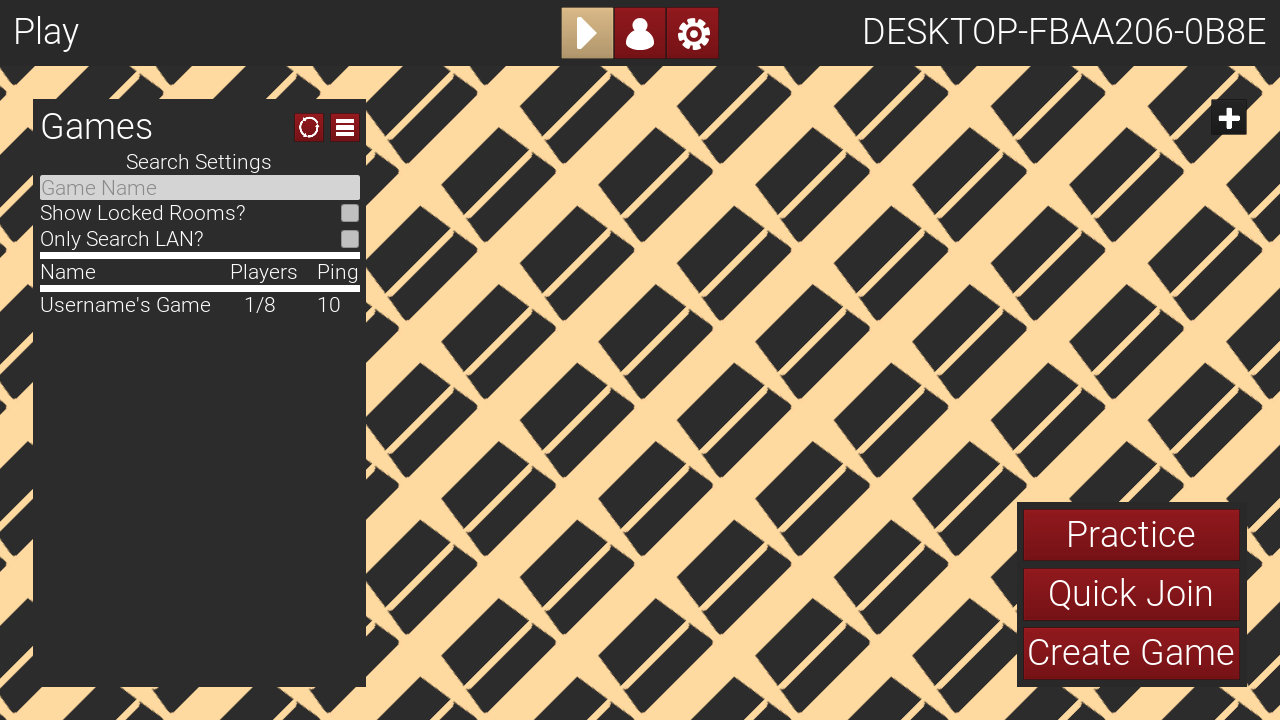 Play
DESKTOP-FBAA206-0B8E
Games
Search Settings
Game Name
Show Locked Rooms?
Only Search LAN?
Name Players Ping
Username's Game 1/8 10
Practice
Quick Join
Create Game